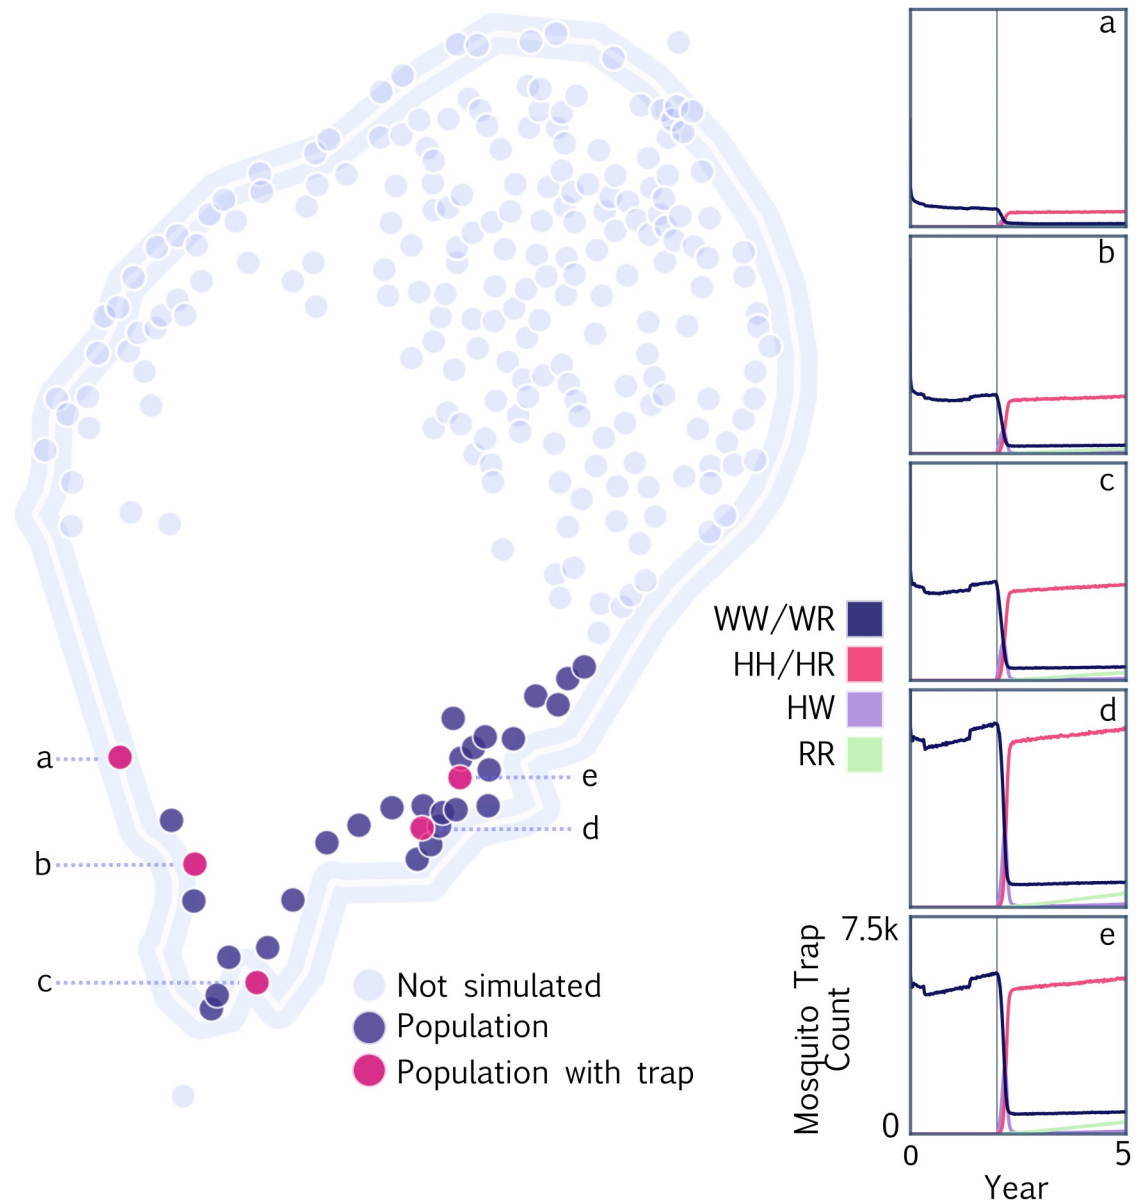 a
b
c
d
e
a
b
c
d
e
WW/WR
HH/HR
HW
RR
Not simulated
Population
Population with trap
Mosquito Trap
Count
7.5k
0
0
5
Year